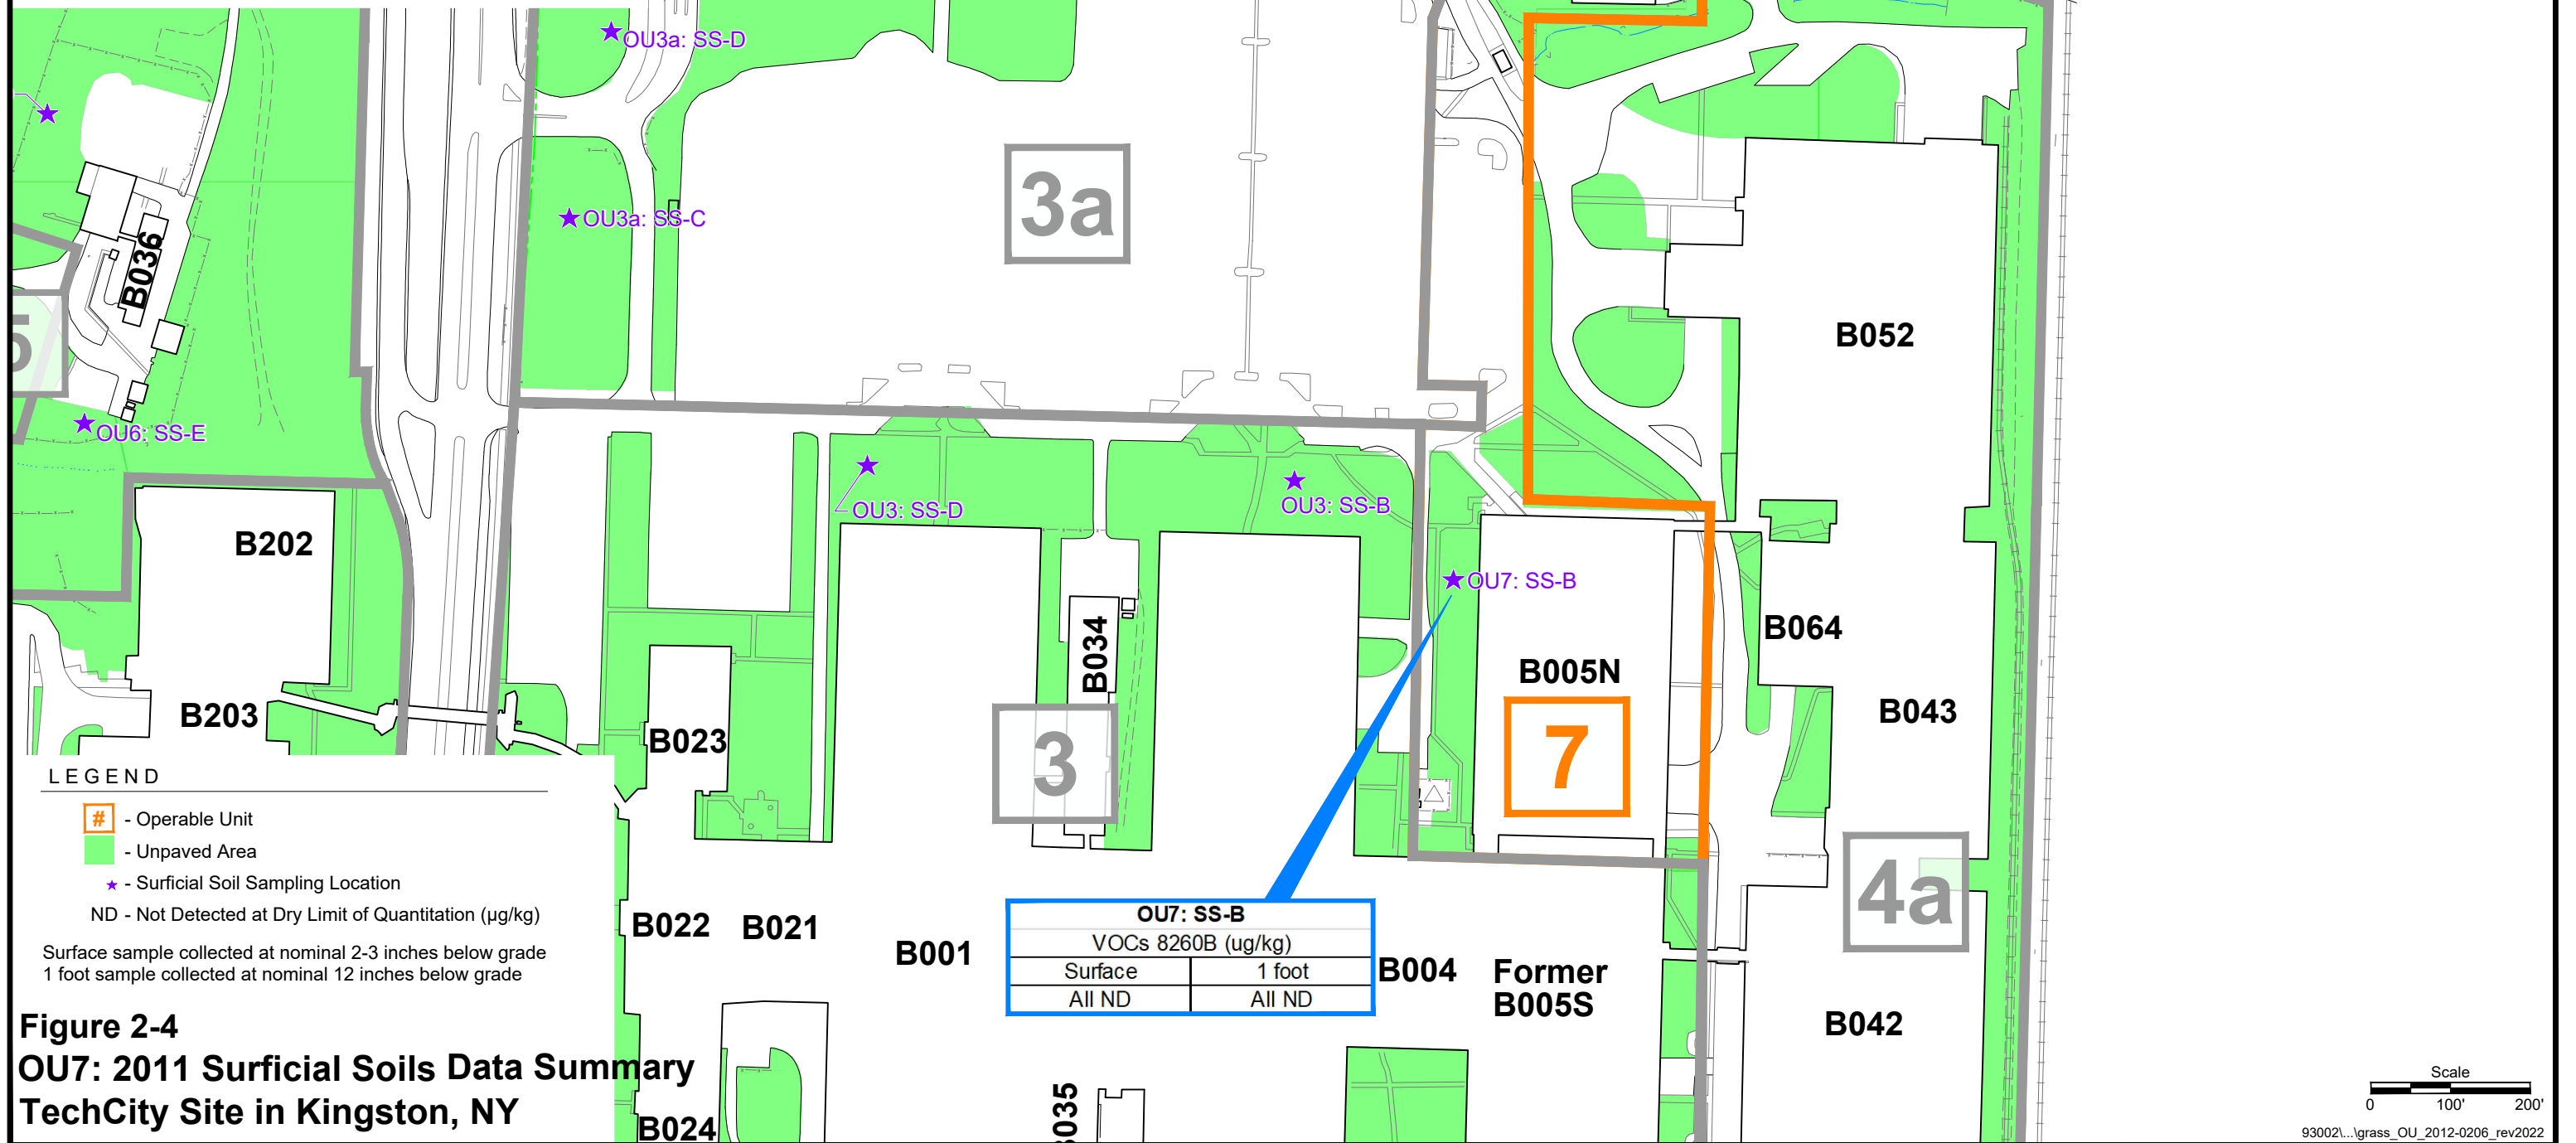 OU3a: SS-D
3a
OU3a: SS-C
B036
5
B052
OU6: SS-E
OU3: SS-D
OU3: SS-B
B202
OU7: SS-B
B064
B034
B005N
B203
B043
B023
3
7
4a
LEGEND
# - Operable Unit
- Unpaved Area
- Surficial Soil Sampling Location
ND - Not Detected at Dry Limit of Quantitation (µg/kg)
Surface sample collected at nominal 2-3 inches below grade
1 foot sample collected at nominal 12 inches below grade
B022
B021
B001
OU7: SS-B
VOCs 8260B (ug/kg)
Surface 1 foot
All ND All ND
B004
Former
B005S
B042
Figure 2-4
OU7: 2011 Surficial Soils Data Summary
TechCity Site in Kingston, NY
B024
B035
Scale
0 100' 200'
93002\...\grass_OU_2012-0206_rev2022